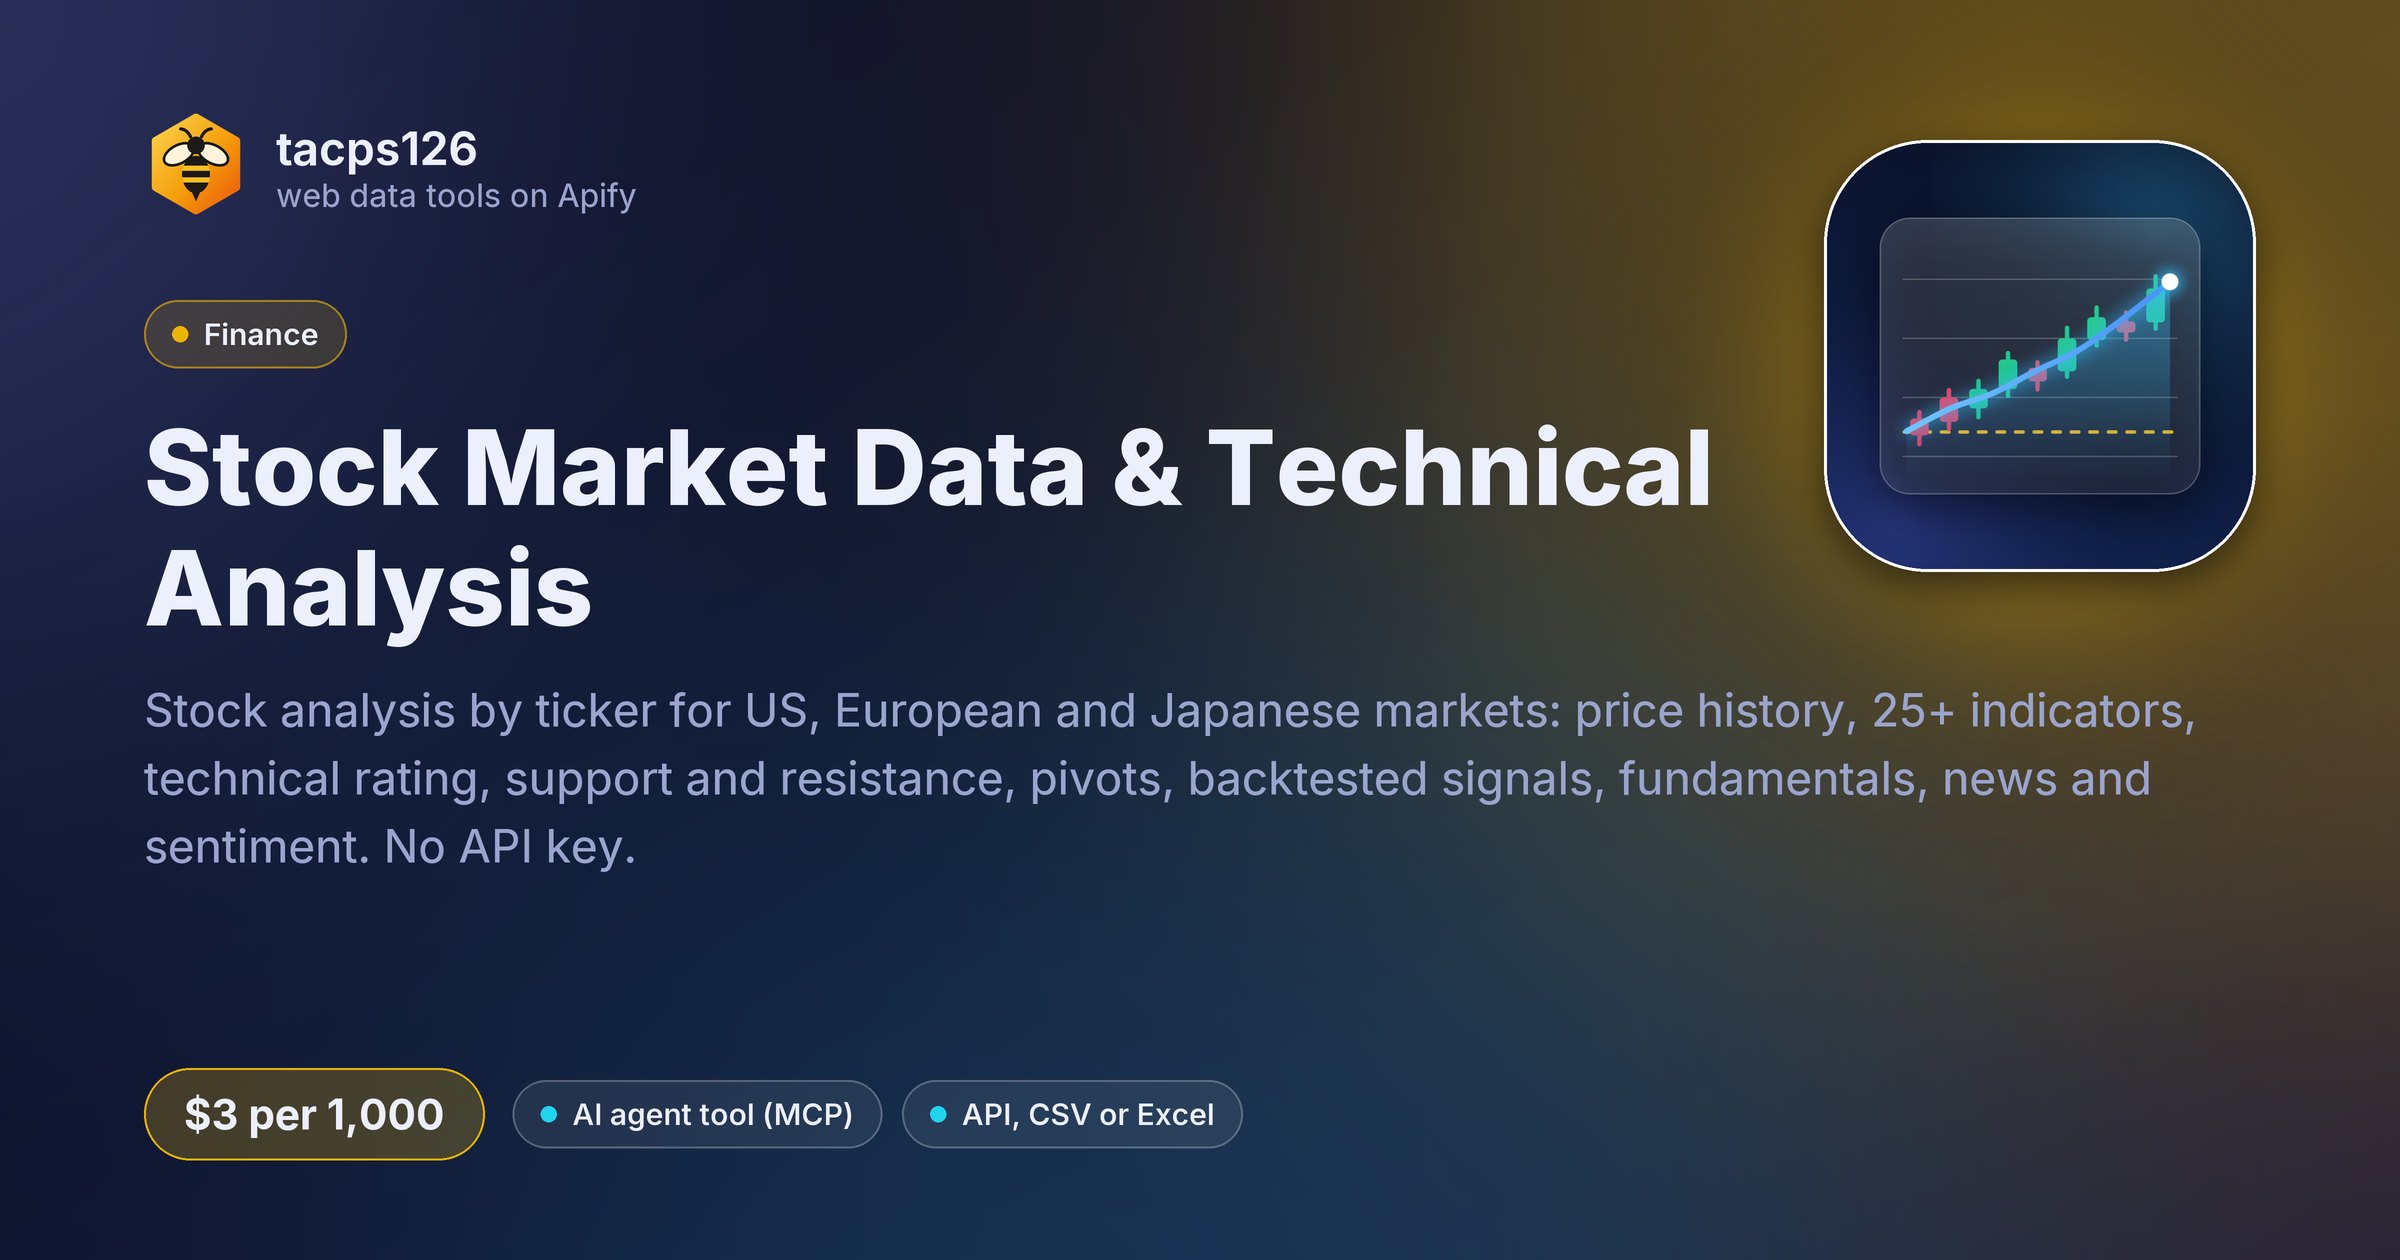 tacps126
web data tools on Apify
Finance
Stock Market Data & Technical
Analysis
Stock analysis by ticker for US, European and Japanese markets: price history, 25+ indicators,
technical rating, support and resistance, pivots, backtested signals, fundamentals, news and
sentiment. No API key.
$3 per 1,000
AI agent tool (MCP)
API, CSV or Excel